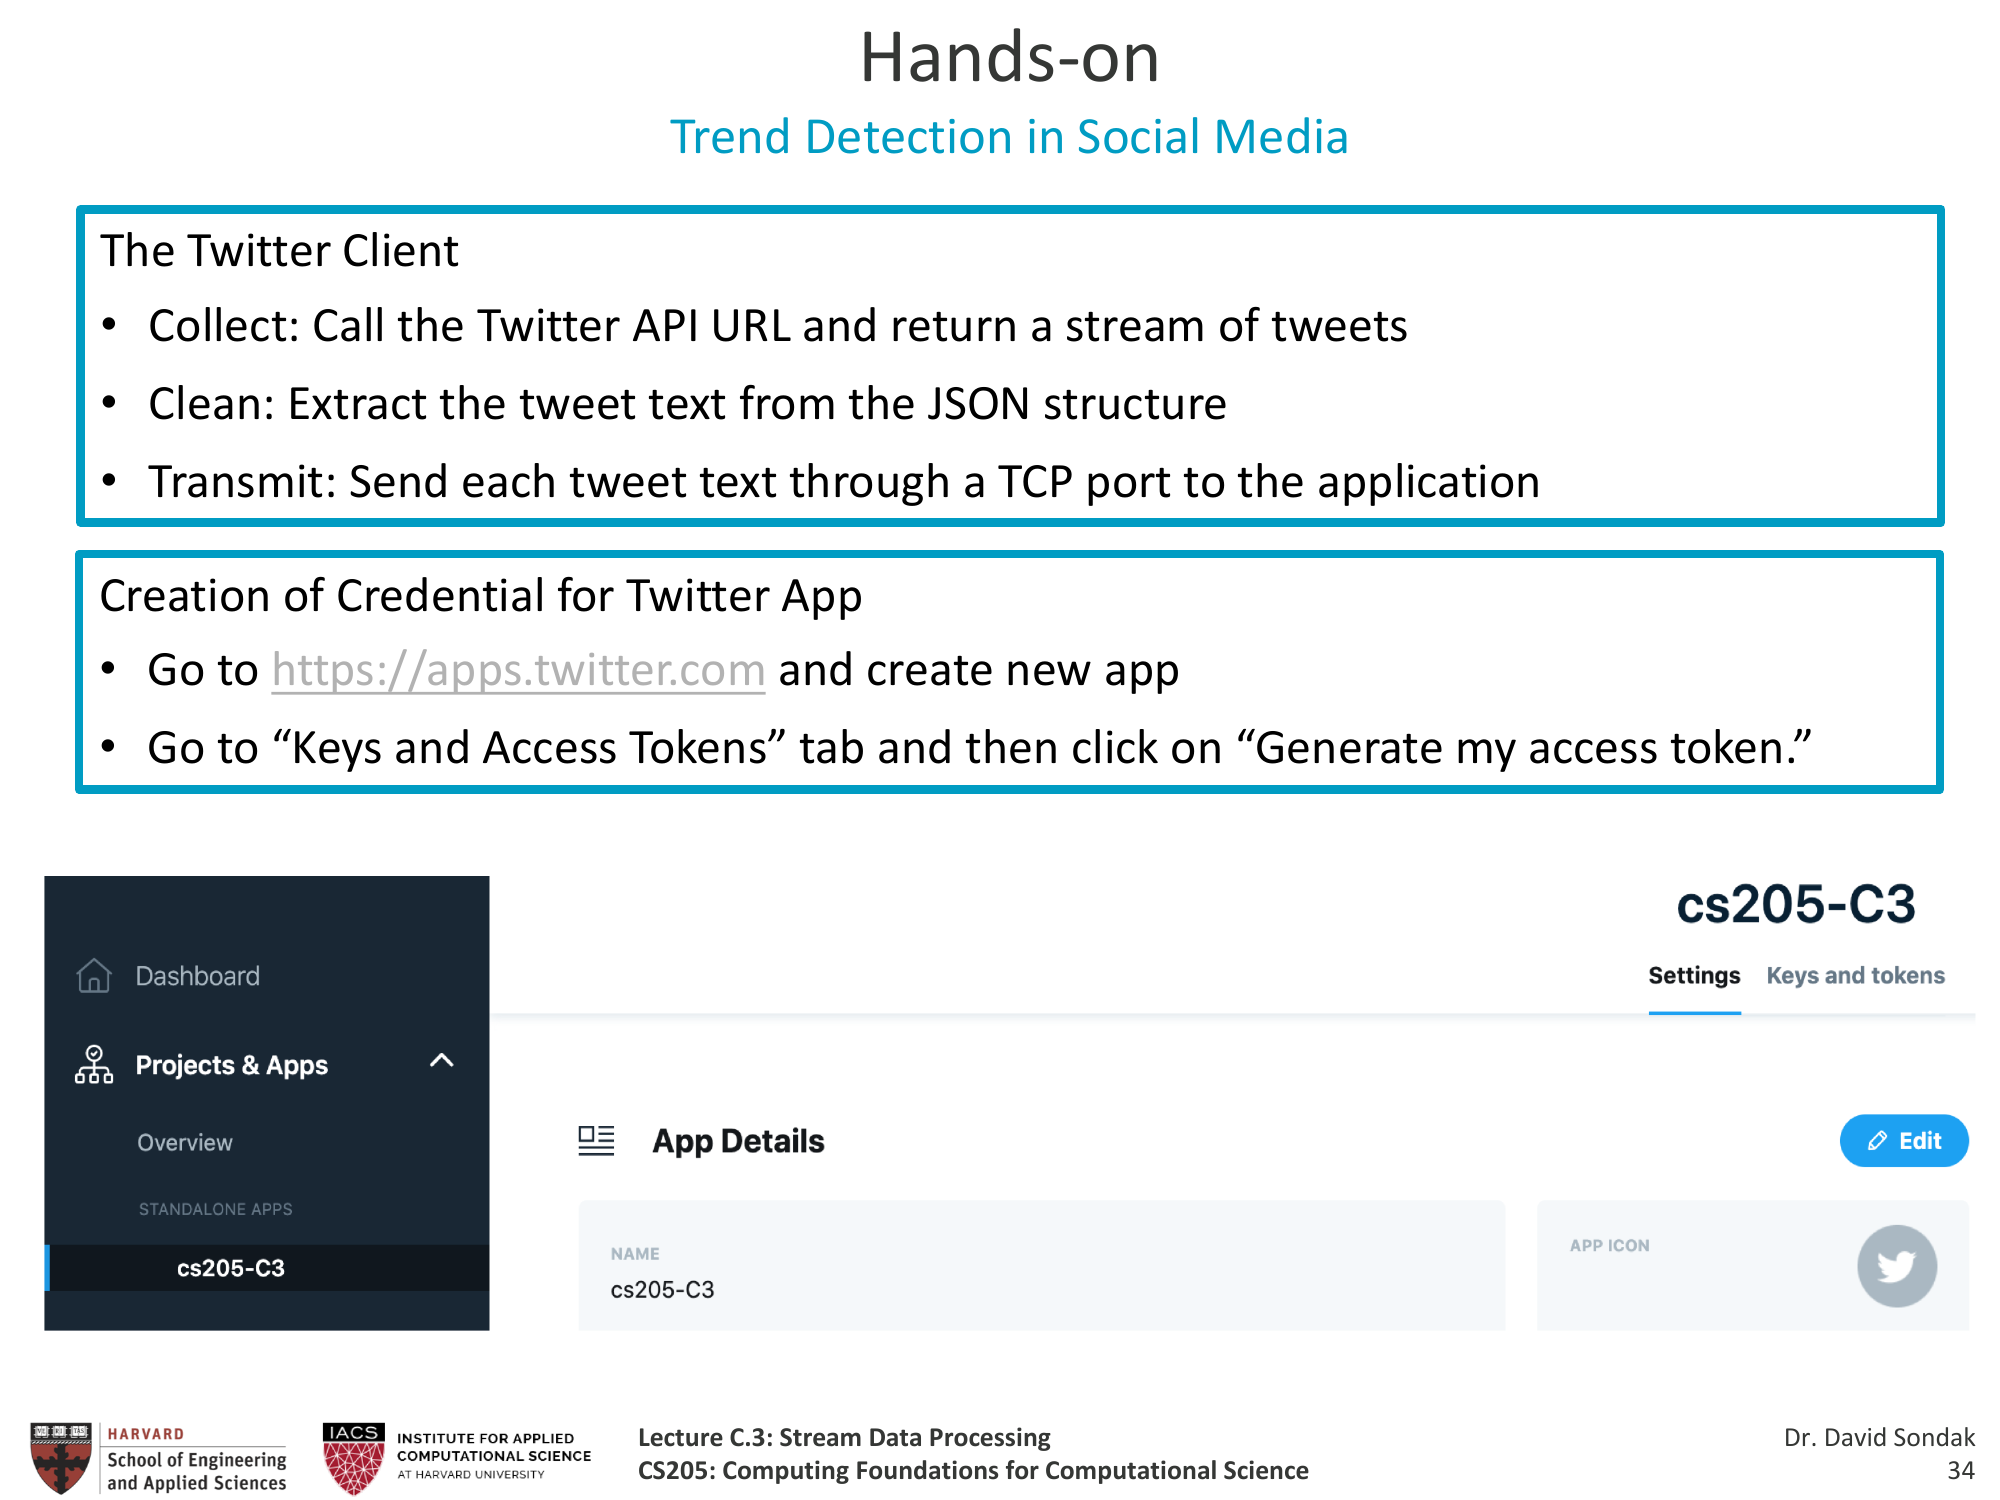 Hands-on
Trend Detection in Social Media
The Twitter Client
• Collect: Call the Twitter API URL and return a stream of tweets
• Clean: Extract the tweet text from the JSON structure
• Transmit: Send each tweet text through a TCP port to the application
Creation of Credential for Twitter App
• Go to https://apps.twitter.com and create new app
• Go to “Keys and Access Tokens” tab and then click on “Generate my access token.”
Dashboard
Projects & Apps
Overview
STANDALONE APPS
cs205-C3
cs205-C3
Settings Keys and tokens
App Details
Edit
NAME
cs205-C3
APP ICON
HARVARD
School of Engineering
and Applied Sciences
IACS
INSTITUTE FOR APPLIED
COMPUTATIONAL SCIENCE
AT HARVARD UNIVERSITY
Lecture C.3: Stream Data Processing
CS205: Computing Foundations for Computational Science
Dr. David Sondak
34